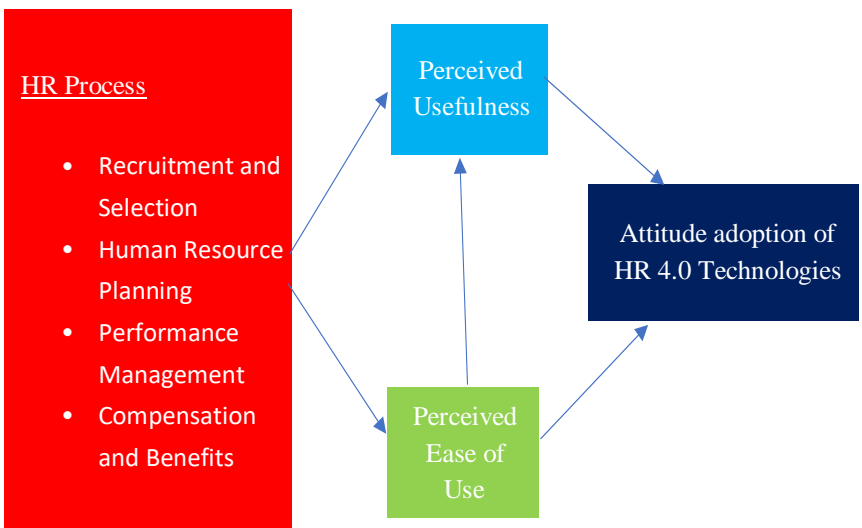 HR Process
• Recruitment and
Selection
• Human Resource
Planning
• Performance
Management
• Compensation
and Benefits
Perceived
Usefulness
Perceived
Ease of
Use
Attitude adoption of
HR 4.0 Technologies